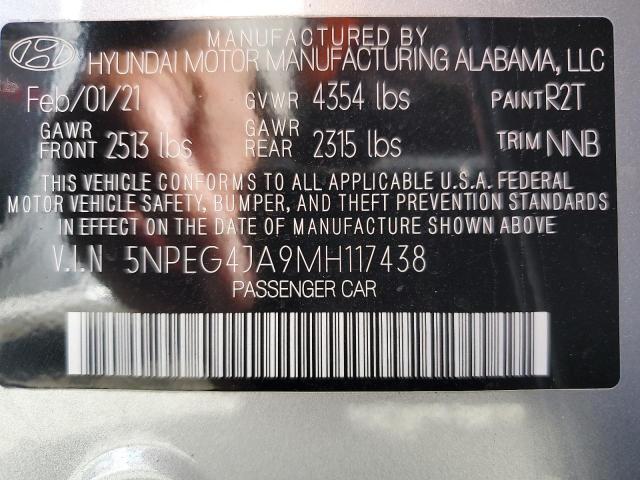 MANUFACTURED BY
HYUNDAI MOTOR MANUFACTURING ALABAMA, LLC
Feb/01/21 GVWR 4354 lbs PAINT R2T
GAWR FRONT 2513 lbs GAWR REAR 2315 lbs TRIM NNB
THIS VEHICLE CONFORMS TO ALL APPLICABLE U.S.A. FEDERAL
MOTOR VEHICLE SAFETY, BUMPER, AND THEFT PREVENTION STANDARDS
IN EFFECT ON THE DATE OF MANUFACTURE SHOWN ABOVE
V.I.N 5NPEG4JA9MH117438
PASSENGER CAR